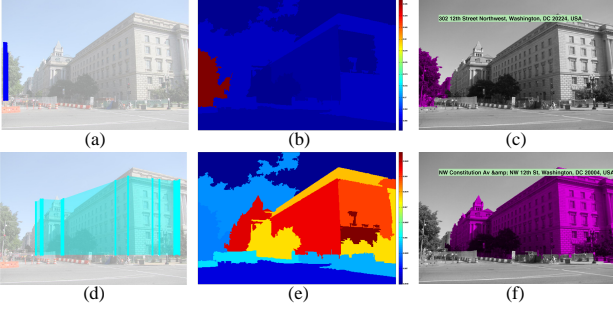 302 12th Street Northwest, Washington, DC 20224, USA
(a)
(b)
(c)
NW Constitution Av &amp; NW 12th St, Washington, DC 20004, USA
(d)
(e)
(f)